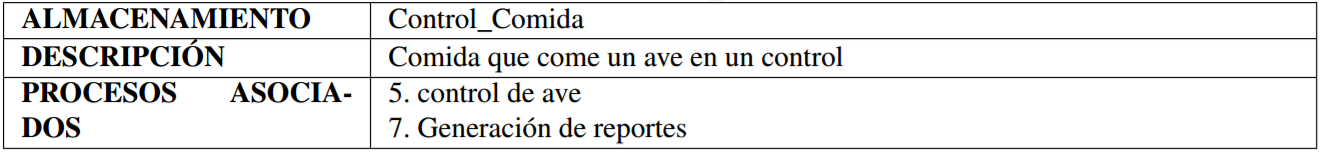 ALMACENAMIENTO Control_Comida
DESCRIPCIÓN Comida que come un ave en un control
PROCESOS ASOCIA- 5. control de ave
DOS 7. Generación de reportes